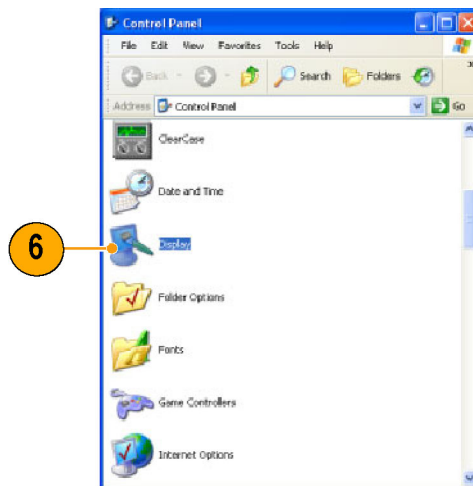 Control Panel
File Edit View Favorites Tools Help
Back Search Folders
Address Control Panel Go
ClearCase
Date and Time
6
Display
Folder Options
Fonts
Game Controllers
Internet Options